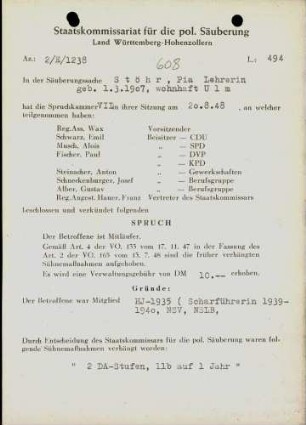 Staatskommissariat für die pol. Säuberung
Land Württemberg-Hohenzollern
Az.: 2/H/1238
608
L.: 494
In der Säuberungssache Stöhr, Pia Lehrerin
geb. 1.3.1907, wohnhaft Ulm
hat die Spruchkammer VII in ihrer Sitzung am 20.8.48 , an welcher
teilgenommen haben:
Reg.Ass. Wax Vorsitzender
Schwarz, Emil Beisitzer – CDU
Musch, Alois „ – SPD
Fischer, Paul „ – DVP
„ – KPD
Steinacher, Anton „ – Gewerkschaften
Schneckenburger, Josef „ – Berufsgruppe
Alber, Gustav „ – Berufsgruppe
Reg.August. Hauer, Franz Vertreter des Staatskommissars
beschlossen und verkündet folgenden
SPRUCH
Der Betroffene ist Mitläufer.
Gemäß Art. 4 der VO. 155 vom 17. 11. 47 in der Fassung des
Art. 2 der VO. 165 vom 15. 7. 48 sind die früher verhängten
Sühnemaßnahmen aufgehoben.
Es wird eine Verwaltungsgebühr von DM 10.-- erhoben.
Gründe:
Der Betroffene war Mitglied HJ-1935 ( Scharführerin 1939-
1940, NSV, NSLB,
Durch Entscheidung des Staatskommissars für die pol. Säuberung waren fol-
gende Sühnemaßnahmen verhängt worden:
" 2 DA-Stufen, 11b auf 1 Jahr "